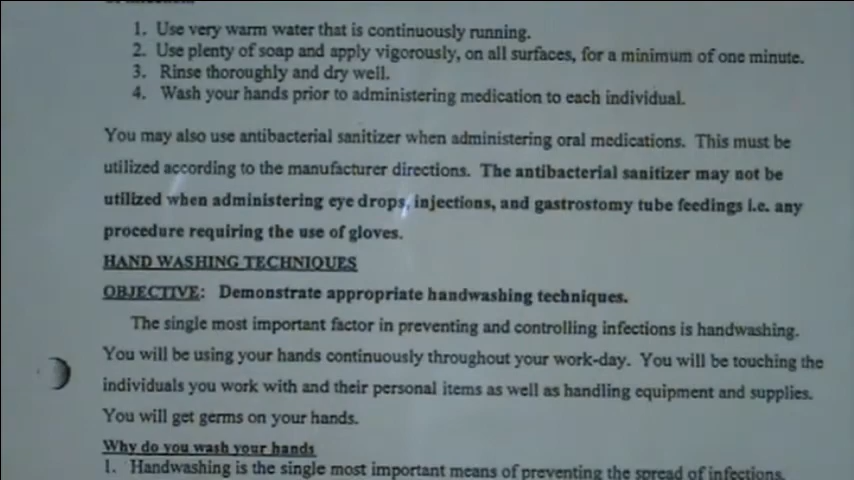 1. Use very warm water that is continuously running.
2. Use plenty of soap and apply vigorously, on all surfaces, for a minimum of one minute.
3. Rinse thoroughly and dry well.
4. Wash your hands prior to administering medication to each individual.
You may also use antibacterial sanitizer when administering oral medications. This must be
utilized according to the manufacturer directions. The antibacterial sanitizer may not be
utilized when administering eye drops, injections, and gastrostomy tube feedings i.e. any
procedure requiring the use of gloves.
HAND WASHING TECHNIQUES
OBJECTIVE: Demonstrate appropriate handwashing techniques.
The single most important factor in preventing and controlling infections is handwashing.
You will be using your hands continuously throughout your work-day. You will be touching the
individuals you work with and their personal items as well as handling equipment and supplies.
You will get germs on your hands.
Why do you wash your hands
1. Handwashing is the single most important means of preventing the spread of infections.